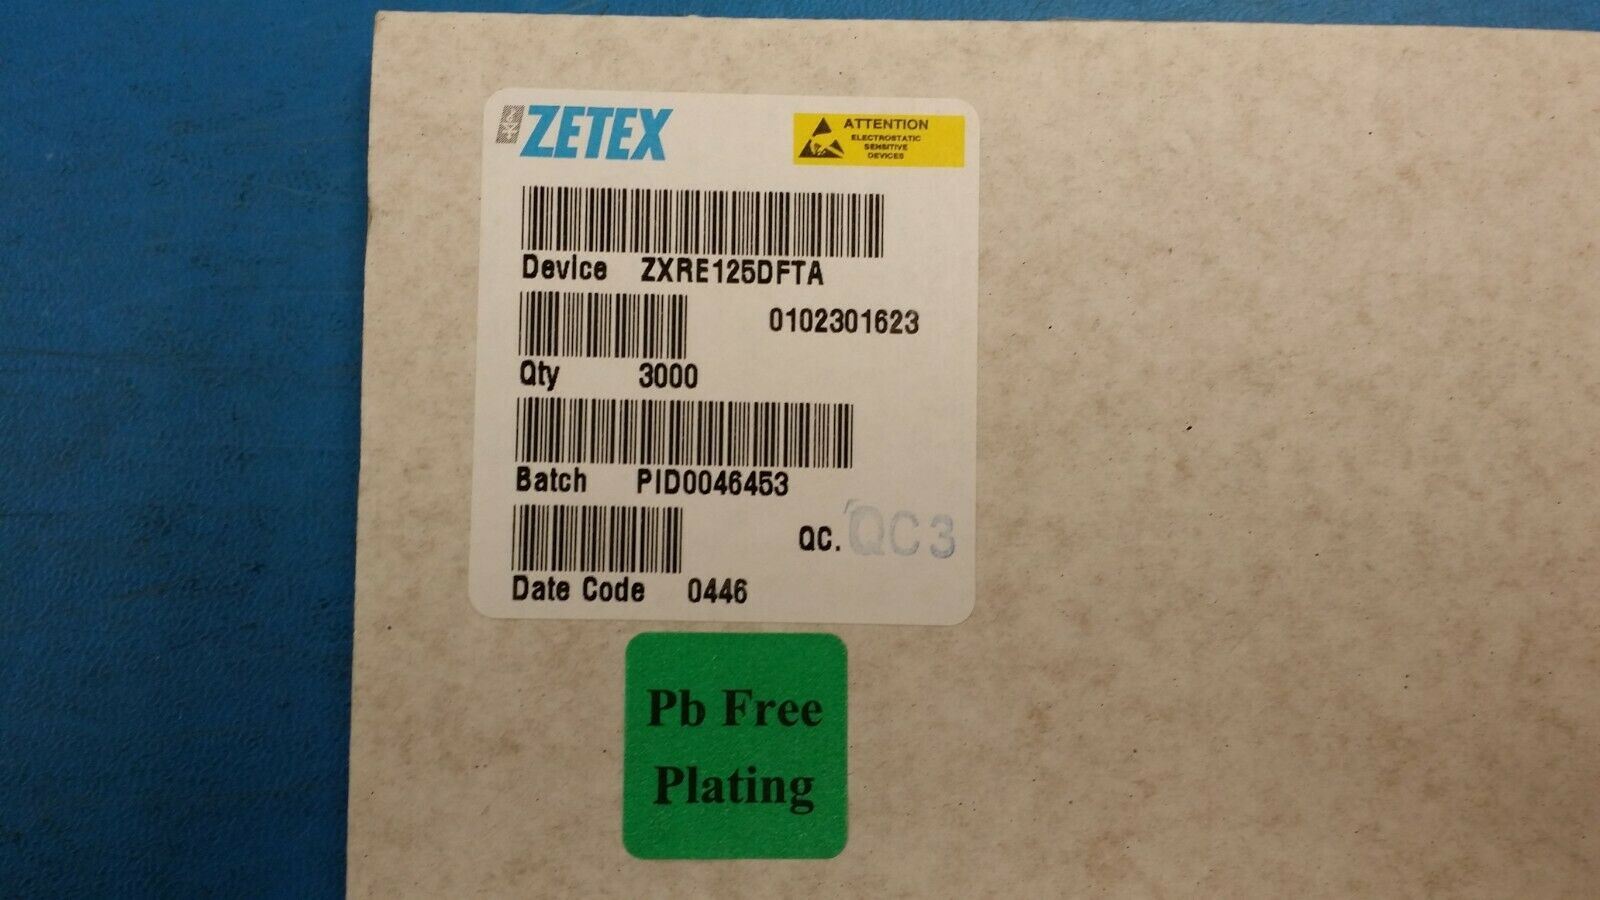 ZETEX
ATTENTION
ELECTROSTATIC
SENSITIVE
DEVICES
Device ZXRE125DFTA
0102301623
Qty 3000
Batch PID0046453
QC. QC3
Date Code 0446
Pb Free
Plating